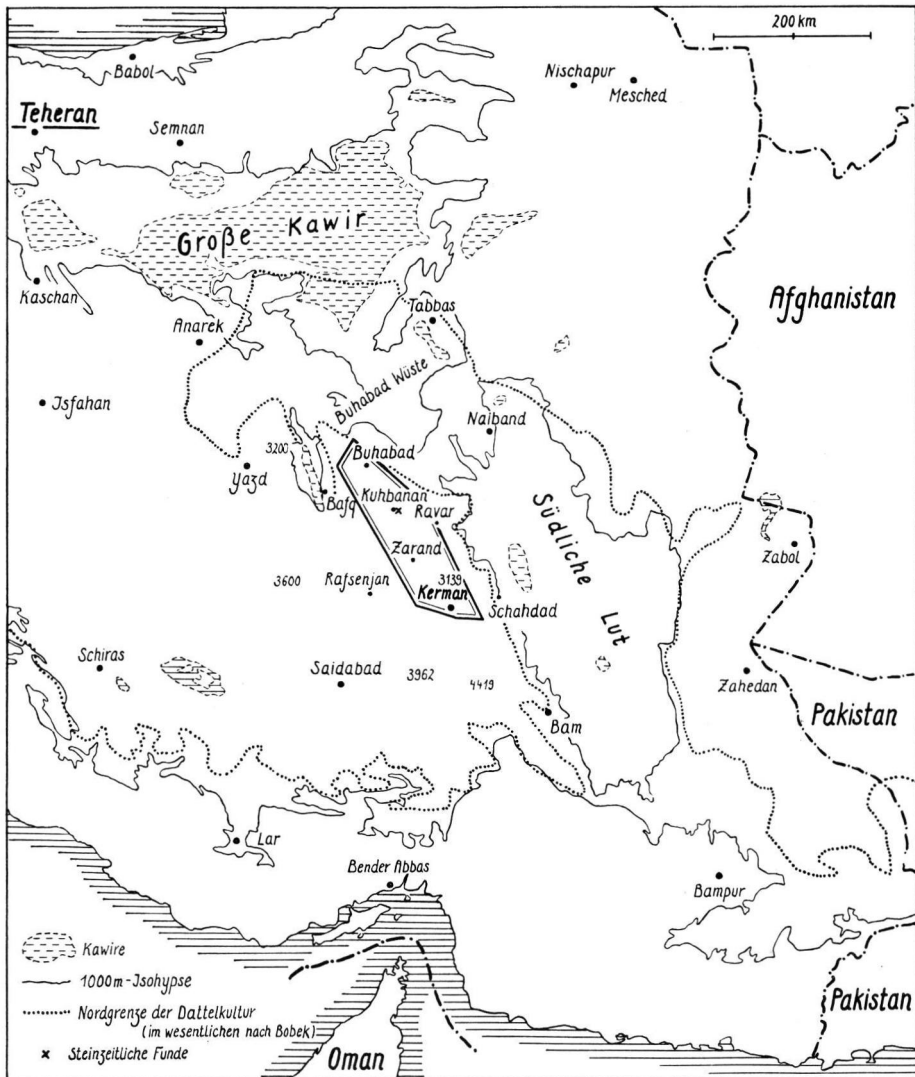 200 km
Babol
Nischapur
Mesched
Teheran
Semnan
Große Kawir
Kaschan
Afghanistan
Tabbas
Anarek
Buhabad Wüste
Isfahan
Naiband
3200
Buhabad
Yazd
Bafq
Kuhbanan
Ravar
Südliche Lut
Zabol
Zarand
3600
Rafsenjan
3139
Kerman
Schahdad
Schiras
Saidabad
3962
4419
Zahedan
Bam
Pakistan
Lar
Bender Abbas
Bampur
Kawire
1000m-Isohypse
Nordgrenze der Dattelkultur
(im wesentlichen nach Bobek)
x Steinzeitliche Funde
Oman
Pakistan